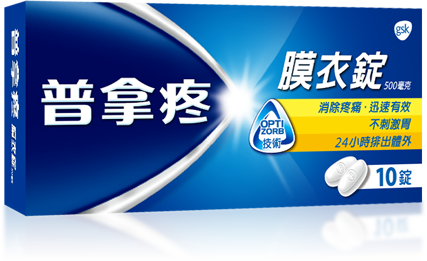 gsk
普拿疼
膜衣錠
500毫克
消除疼痛·迅速有效
不刺激胃
24小時排出體外
OPTI
ZORB
技術
10錠
普拿疼
膜衣錠